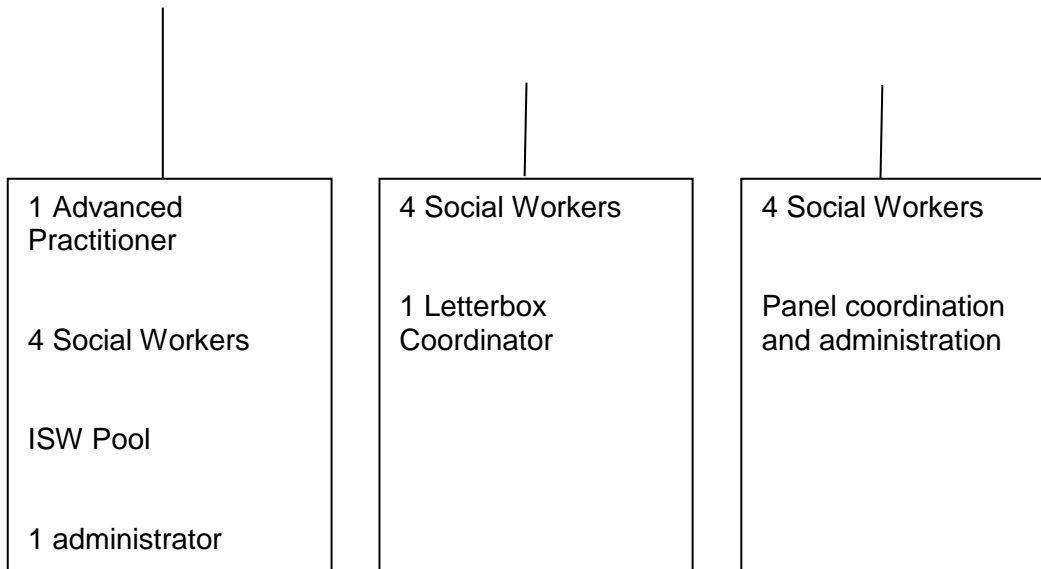 1 Advanced
Practitioner
4 Social Workers
ISW Pool
1 administrator
4 Social Workers
1 Letterbox
Coordinator
4 Social Workers
Panel coordination
and administration